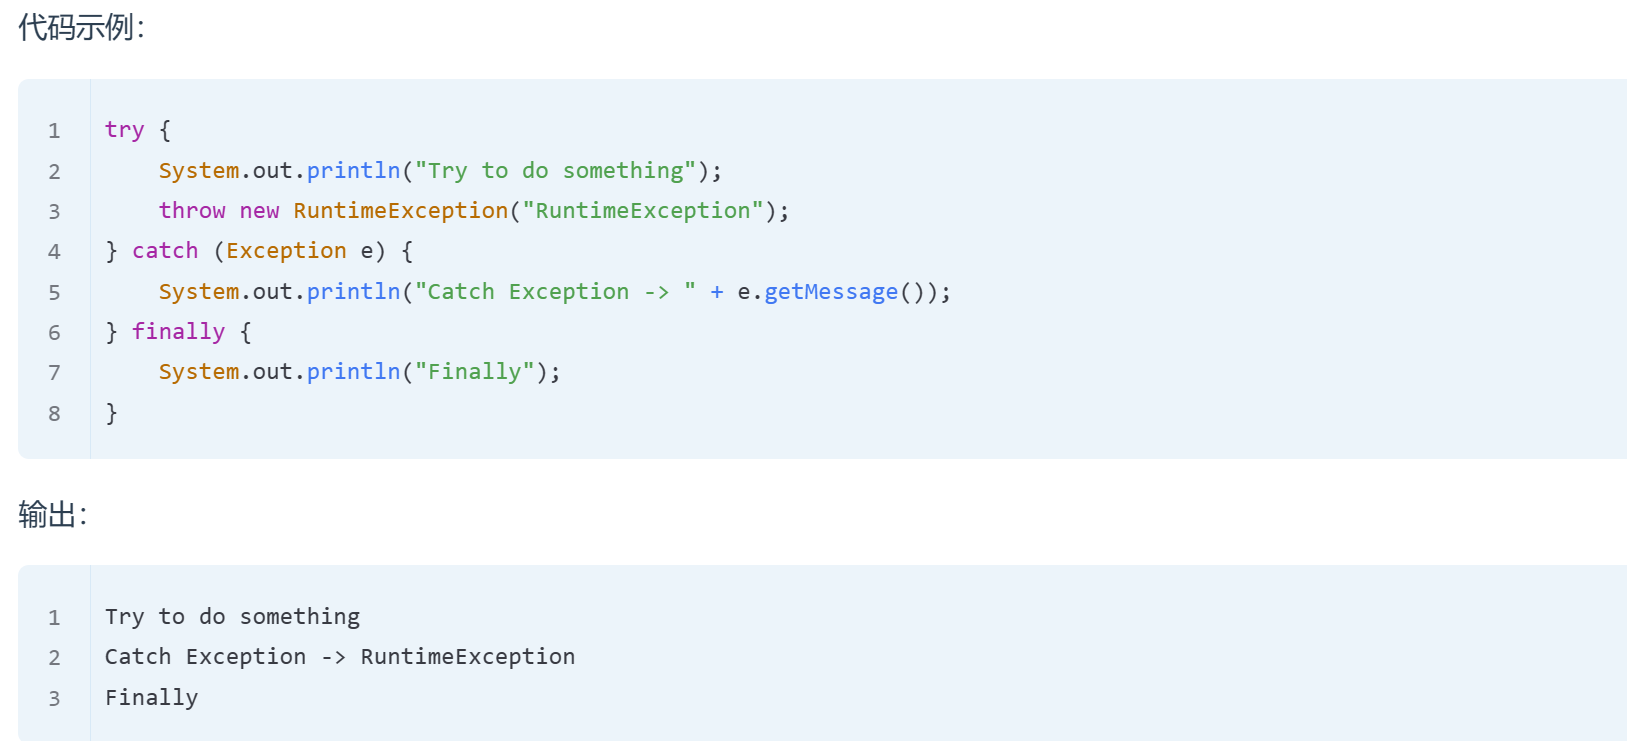 代码示例：
1 try {
2     System.out.println("Try to do something");
3     throw new RuntimeException("RuntimeException");
4 } catch (Exception e) {
5     System.out.println("Catch Exception -> " + e.getMessage());
6 } finally {
7     System.out.println("Finally");
8 }
输出：
1 Try to do something
2 Catch Exception -> RuntimeException
3 Finally